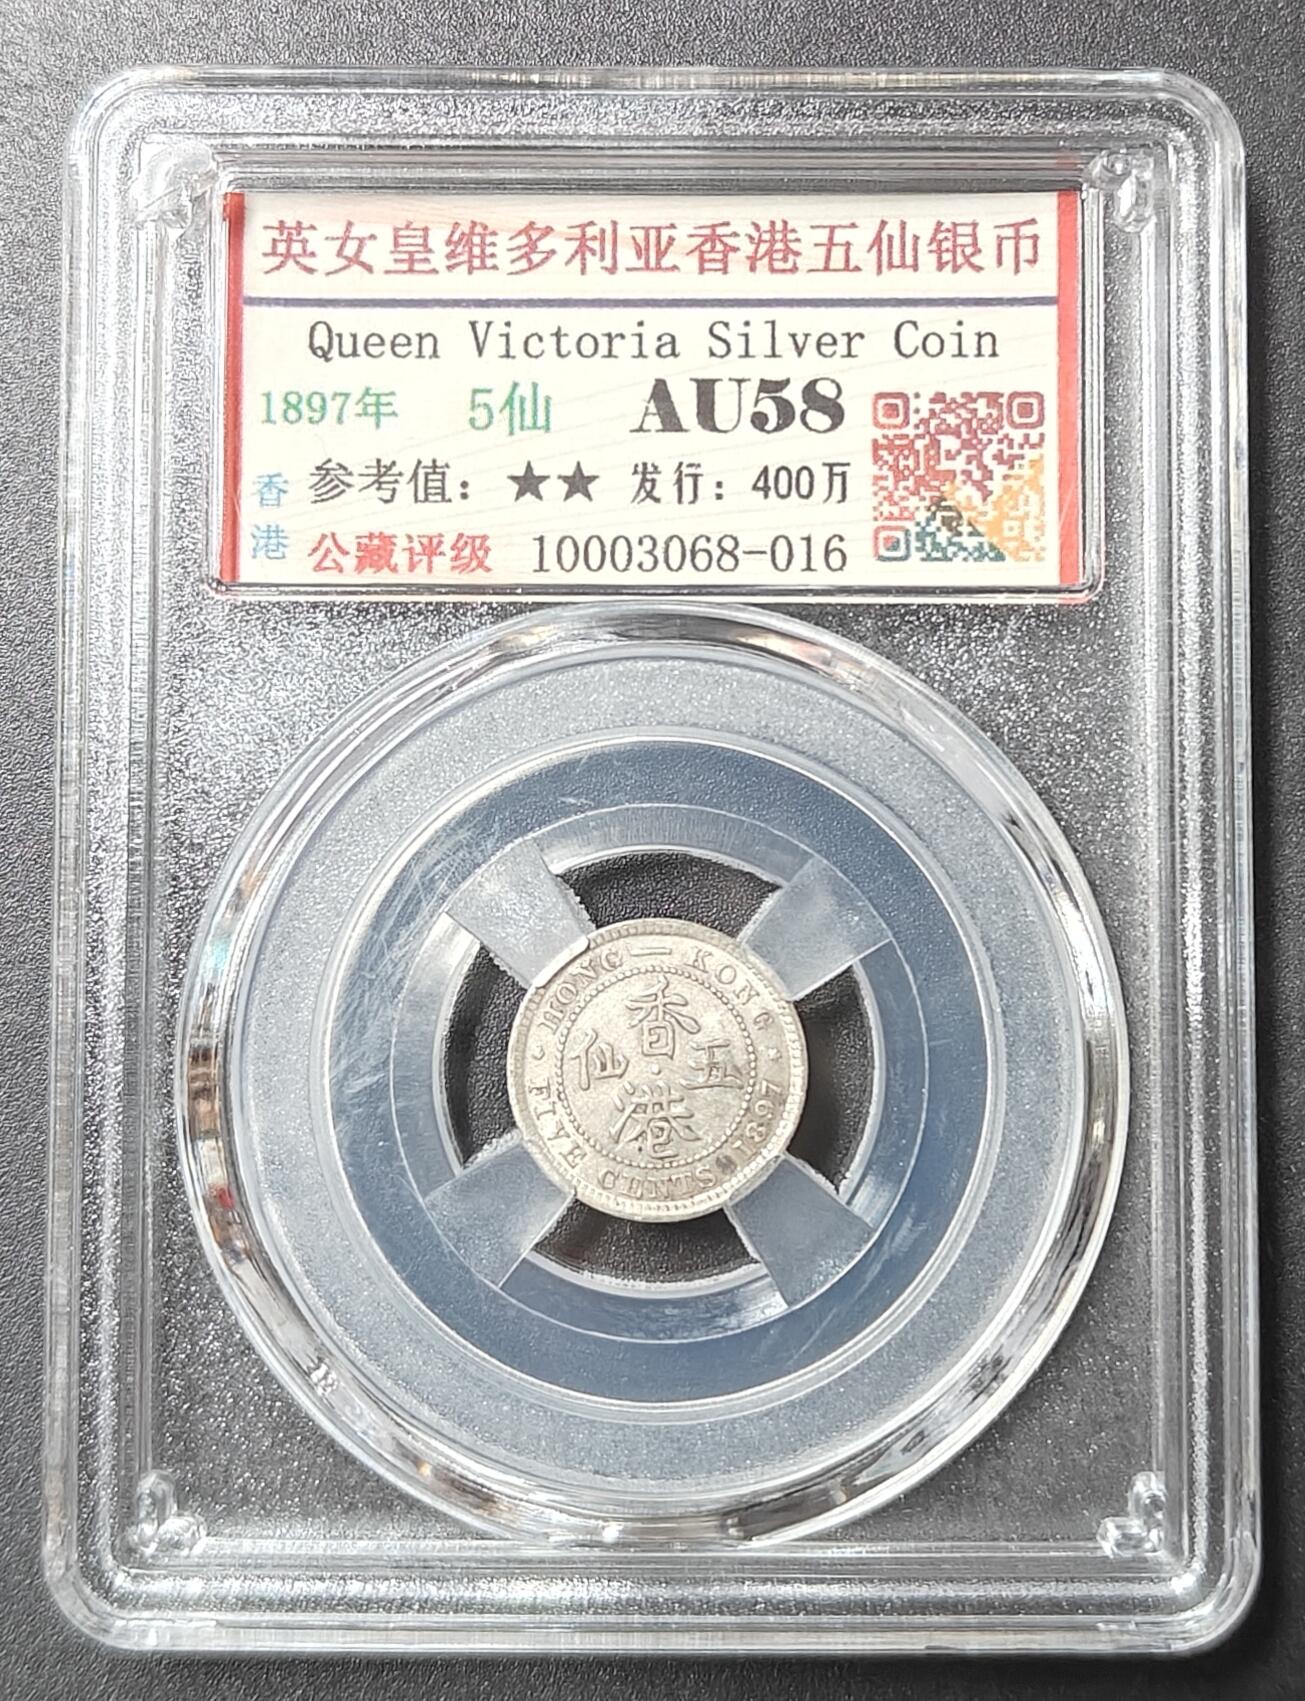 英女皇维多利亚香港五仙银币
Queen Victoria Silver Coin
1897年 5仙 AU58
香港 参考值：★★ 发行：400万
公藏评级 10003068-016
HONG — KONG
香
仙 · 五
港
FIVE CENTS 1897